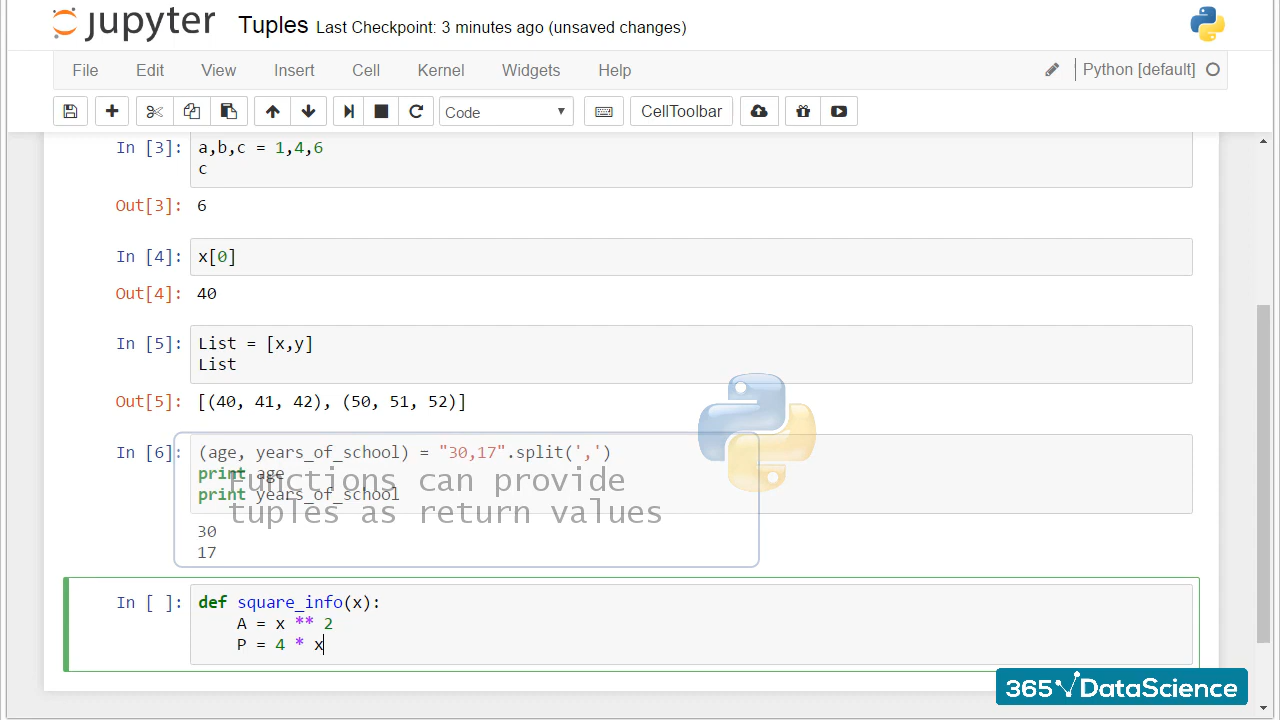 jupyter Tuples Last Checkpoint: 3 minutes ago (unsaved changes)
File Edit View Insert Cell Kernel Widgets Help Python [default]
Code CellToolbar
In [3]: a,b,c = 1,4,6
c
Out[3]: 6
In [4]: x[0]
Out[4]: 40
In [5]: List = [x,y]
List
Out[5]: [(40, 41, 42), (50, 51, 52)]
In [6]: (age, years_of_school) = "30,17".split(',')
print age
print years_of_school
Functions can provide
tuples as return values
30
17
In [ ]: def square_info(x):
A = x ** 2
P = 4 * x
365 DataScience